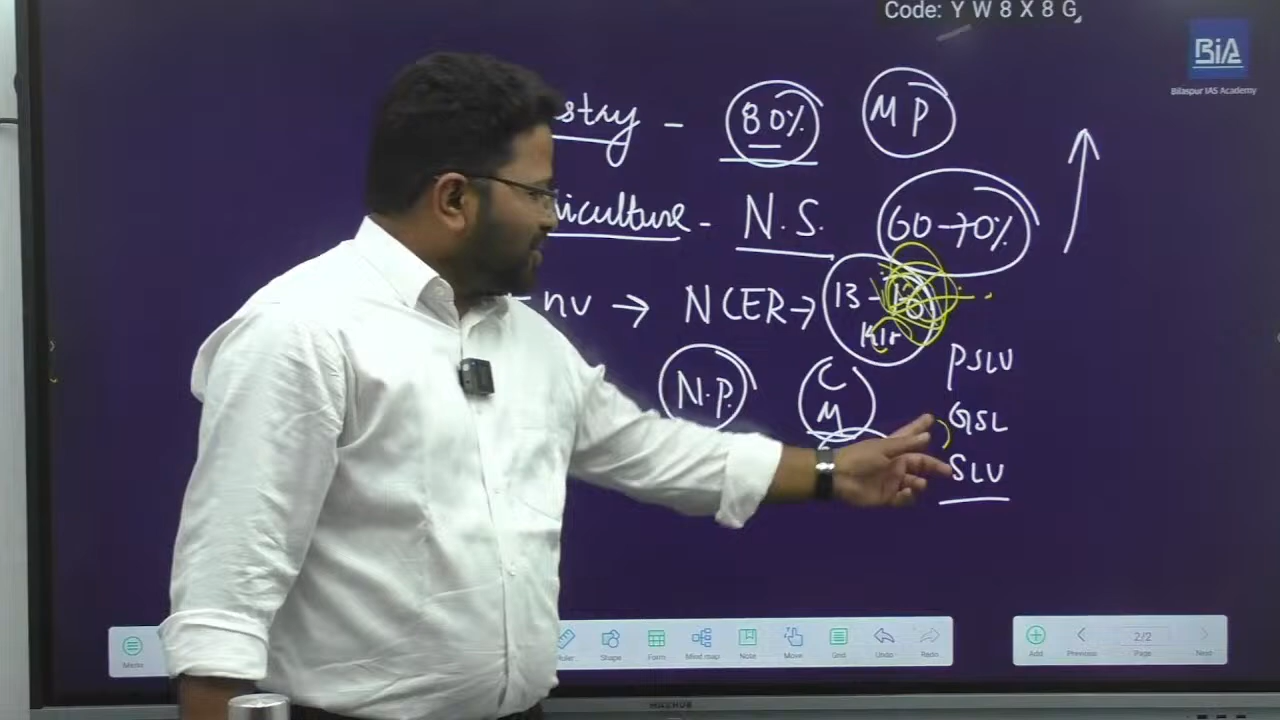 Code: Y W 8 X 8 G
BiA
Bilaspur IAS Academy
stry - 80% MP
iculture - N.S. 60-70%
nv → NCER → 13 -
N.P. C M
PSLV
GSL
SLV
Menu Ruler Shape Form Mind map Note Move Grid Undo Redo
Add Previous 2/2 Page Next
MAXHUB